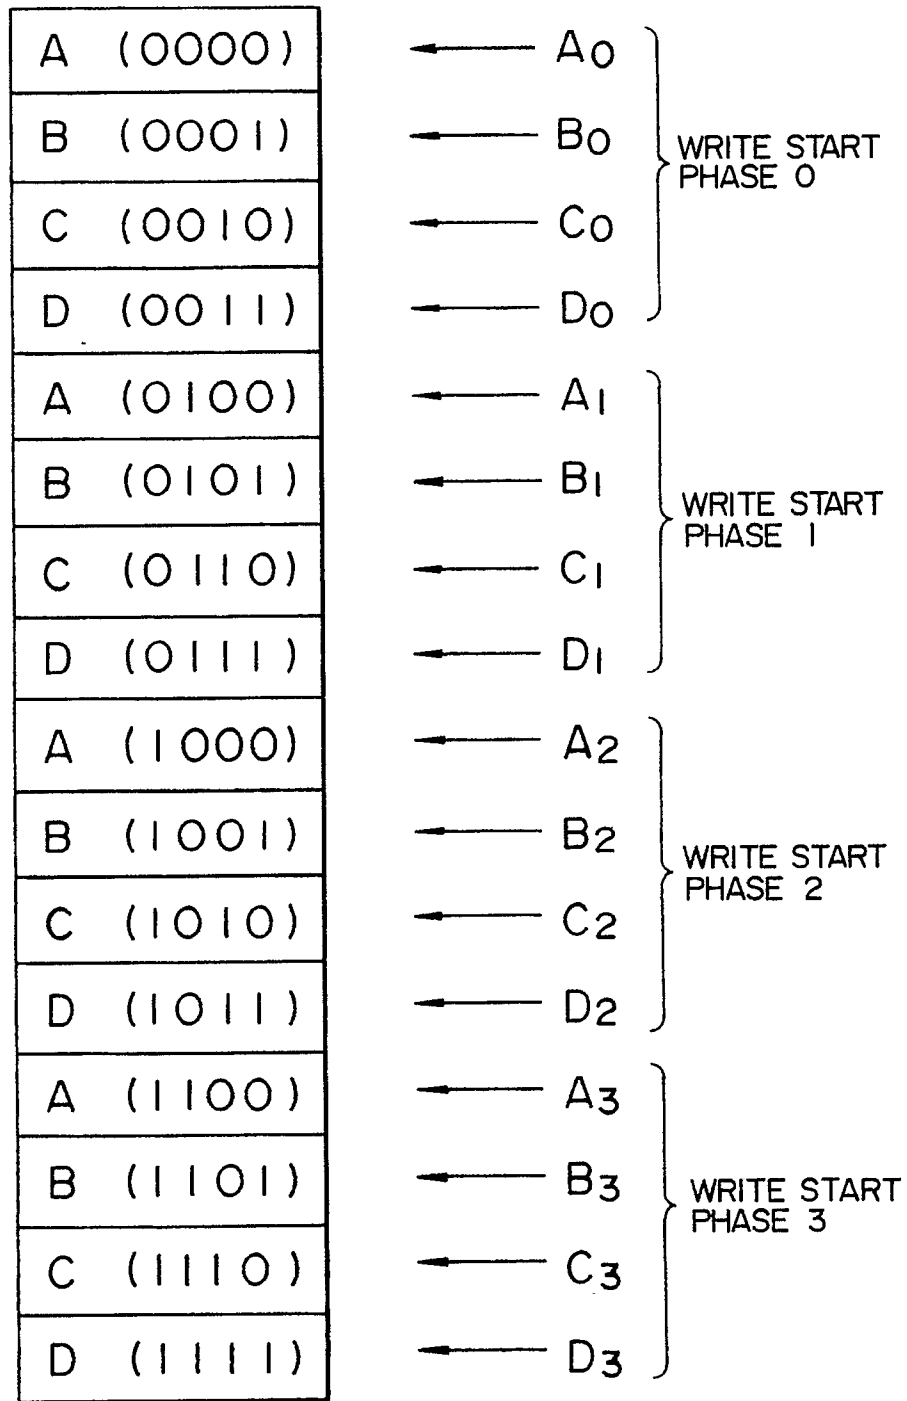 A (0000) A0
B (0001) B0
WRITE START
PHASE 0
C (0010) C0
D (0011) D0
A (0100) A1
B (0101) B1
WRITE START
PHASE 1
C (0110) C1
D (0111) D1
A (1000) A2
B (1001) B2
WRITE START
PHASE 2
C (1010) C2
D (1011) D2
A (1100) A3
B (1101) B3
WRITE START
PHASE 3
C (1110) C3
D (1111) D3